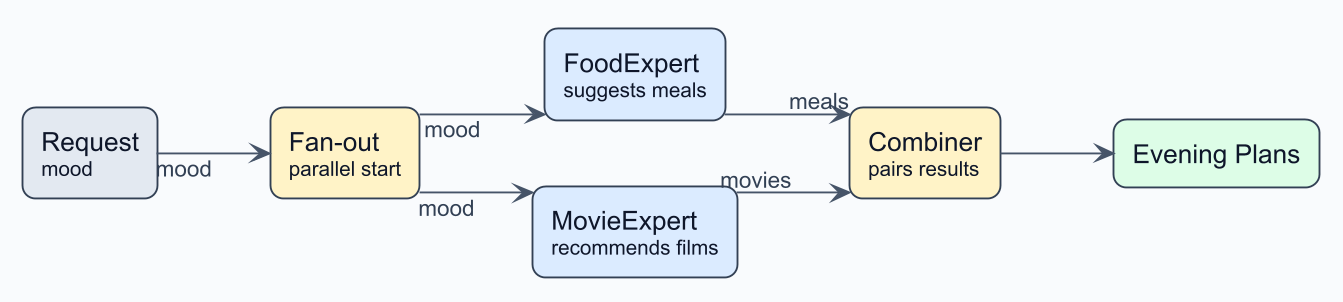 Request
mood
mood
Fan-out
parallel start
mood
mood
FoodExpert
suggests meals
MovieExpert
recommends films
meals
movies
Combiner
pairs results
Evening Plans